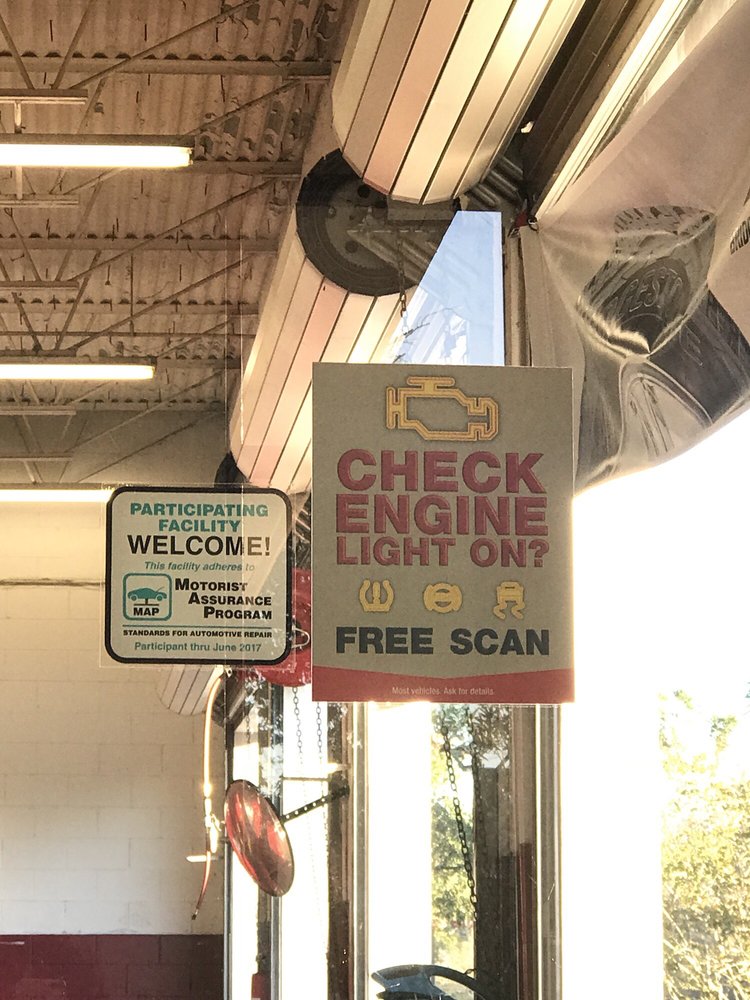 PARTICIPATING
FACILITY
WELCOME!
This facility adheres to
MAP
MOTORIST
ASSURANCE
PROGRAM
STANDARDS FOR AUTOMOTIVE REPAIR
Participant thru June 2017
CHECK
ENGINE
LIGHT ON?
FREE SCAN
Most vehicles. Ask for details.